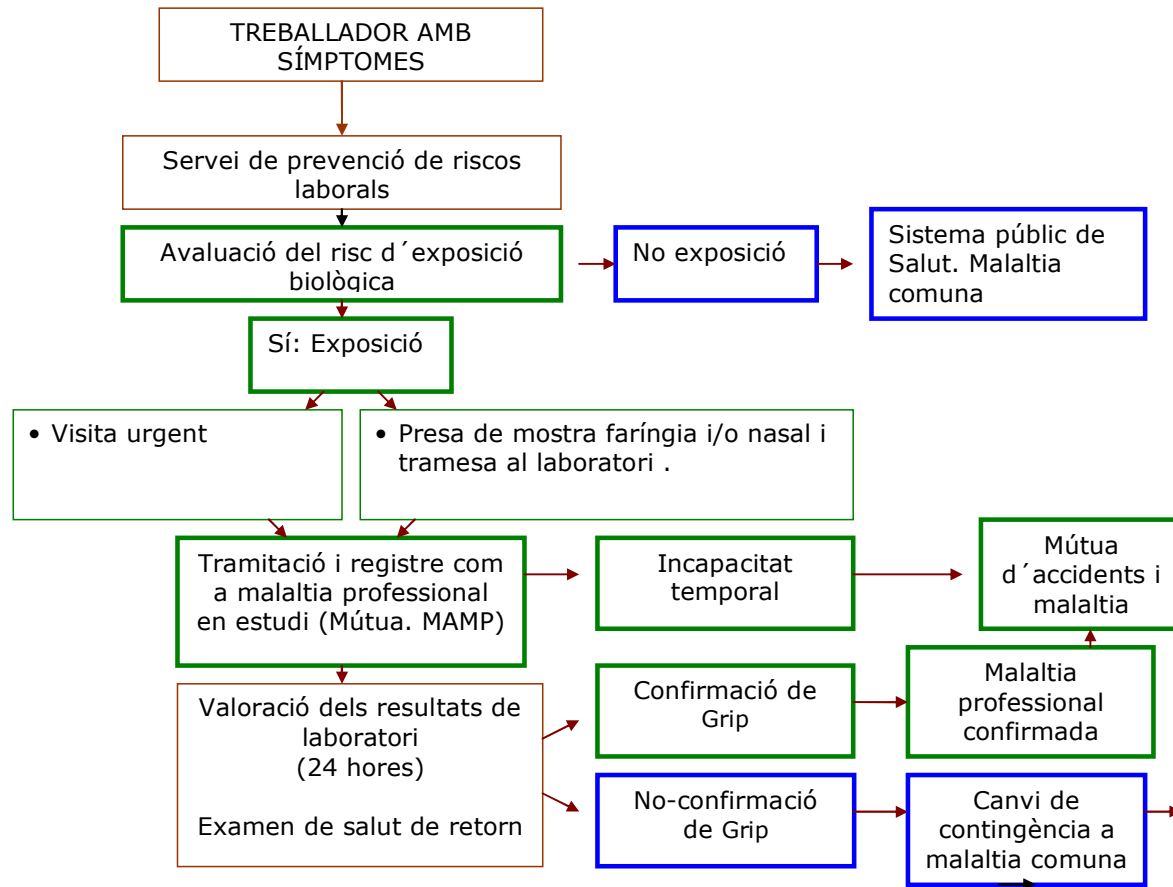 TREBALLADOR AMB
SÍMPTOMES
Servei de prevenció de riscos
laborals
Avaluació del risc d´exposició
biològica
No exposició
Sistema públic de
Salut. Malaltia
comuna
Sí: Exposició
• Visita urgent
• Presa de mostra faríngia i/o nasal i
tramesa al laboratori .
Tramitació i registre com
a malaltia professional
en estudi (Mútua. MAMP)
Incapacitat
temporal
Mútua
d´accidents i
malaltia
Valoració dels resultats de
laboratori
(24 hores)
Examen de salut de retorn
Confirmació de
Grip
Malaltia
professional
confirmada
No-confirmació
de Grip
Canvi de
contingència a
malaltia comuna